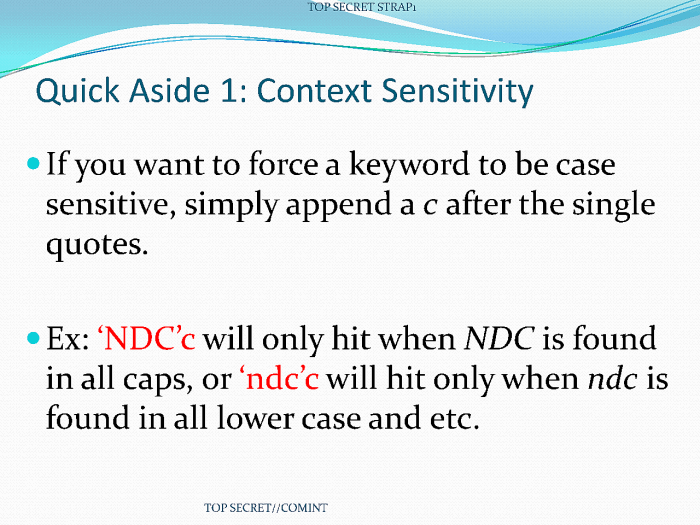 TOP SECRET STRAP1
Quick Aside 1: Context Sensitivity
If you want to force a keyword to be case
sensitive, simply append a c after the single
quotes.
Ex: ‘NDC’c will only hit when NDC is found
in all caps, or ‘ndc’c will hit only when ndc is
found in all lower case and etc.
TOP SECRET//COMINT